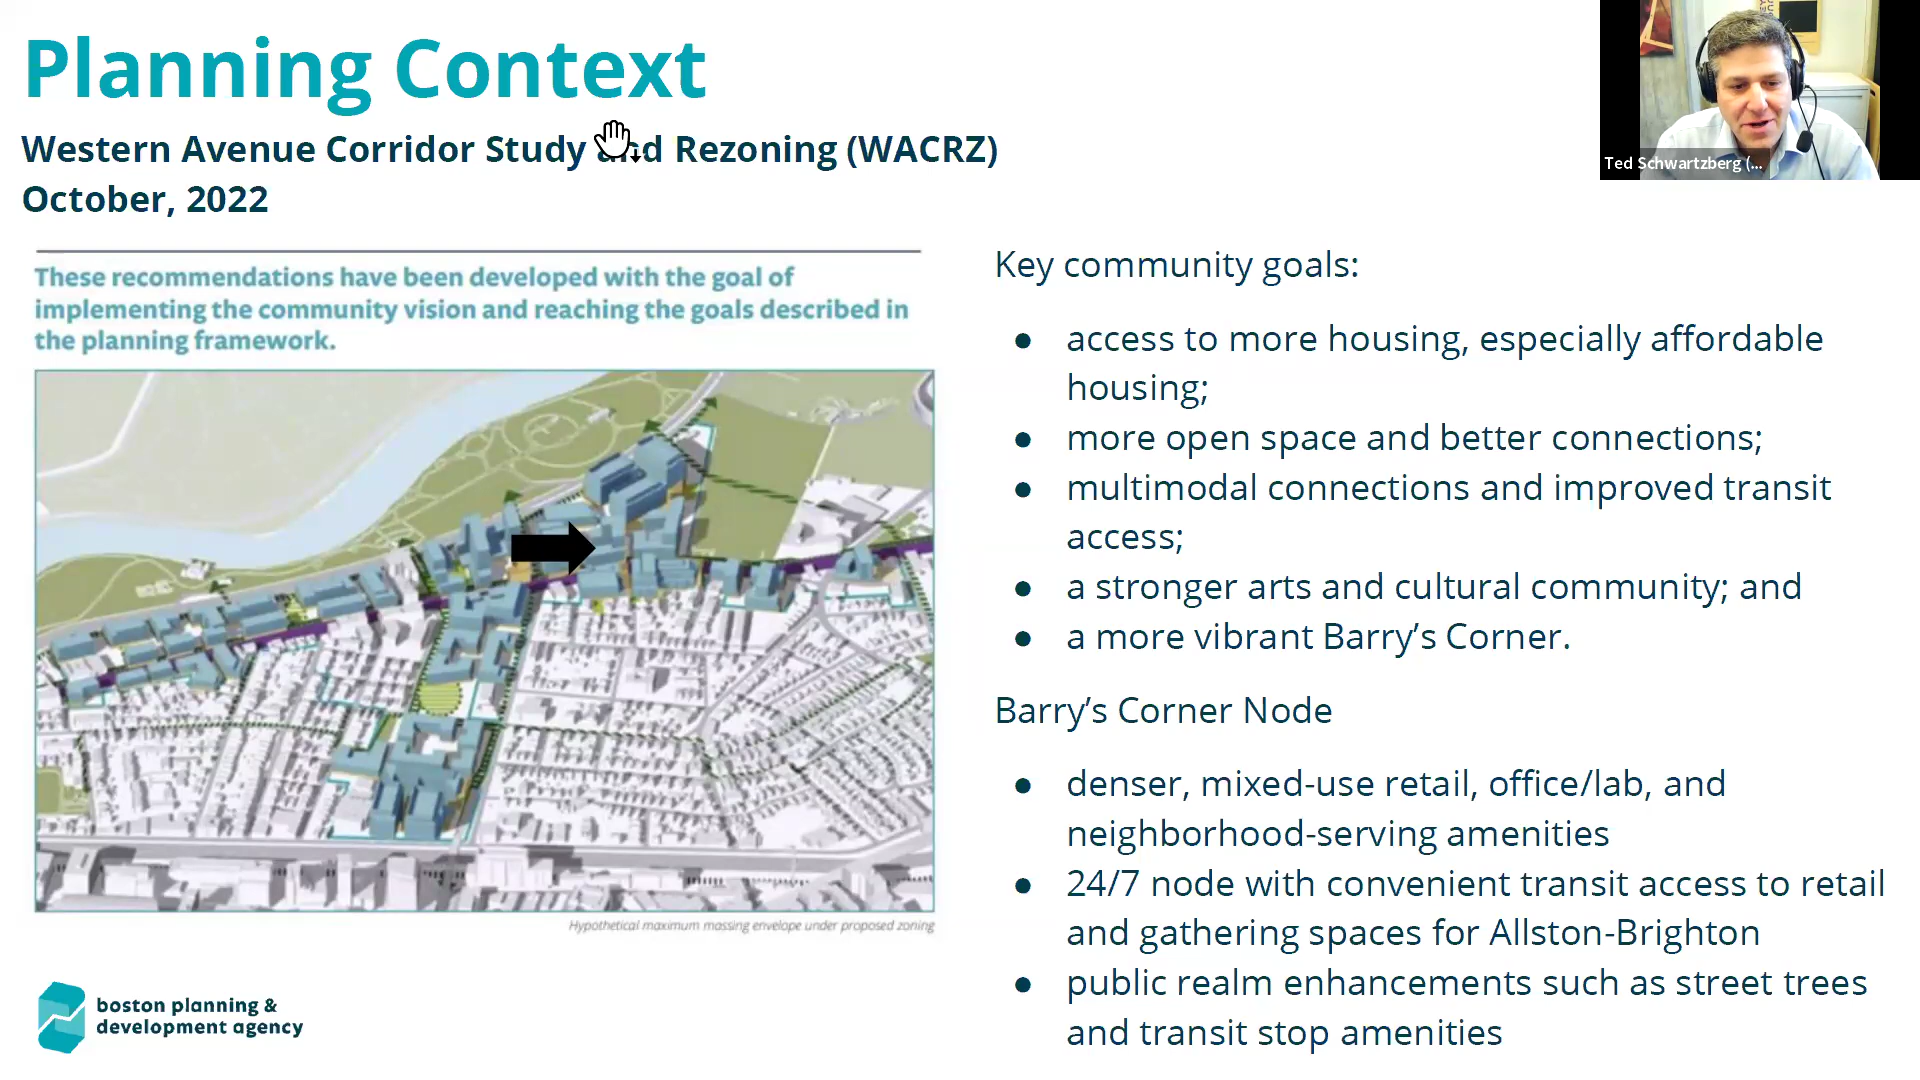 Planning Context
Ted Schwartzberg (...
Western Avenue Corridor Study and Rezoning (WACRZ)
October, 2022
These recommendations have been developed with the goal of
implementing the community vision and reaching the goals described in
the planning framework.
Hypothetical maximum massing envelope under proposed zoning
boston planning &
development agency
Key community goals:
● access to more housing, especially affordable
housing;
● more open space and better connections;
● multimodal connections and improved transit
access;
● a stronger arts and cultural community; and
● a more vibrant Barry’s Corner.
Barry’s Corner Node
● denser, mixed-use retail, office/lab, and
neighborhood-serving amenities
● 24/7 node with convenient transit access to retail
and gathering spaces for Allston-Brighton
● public realm enhancements such as street trees
and transit stop amenities